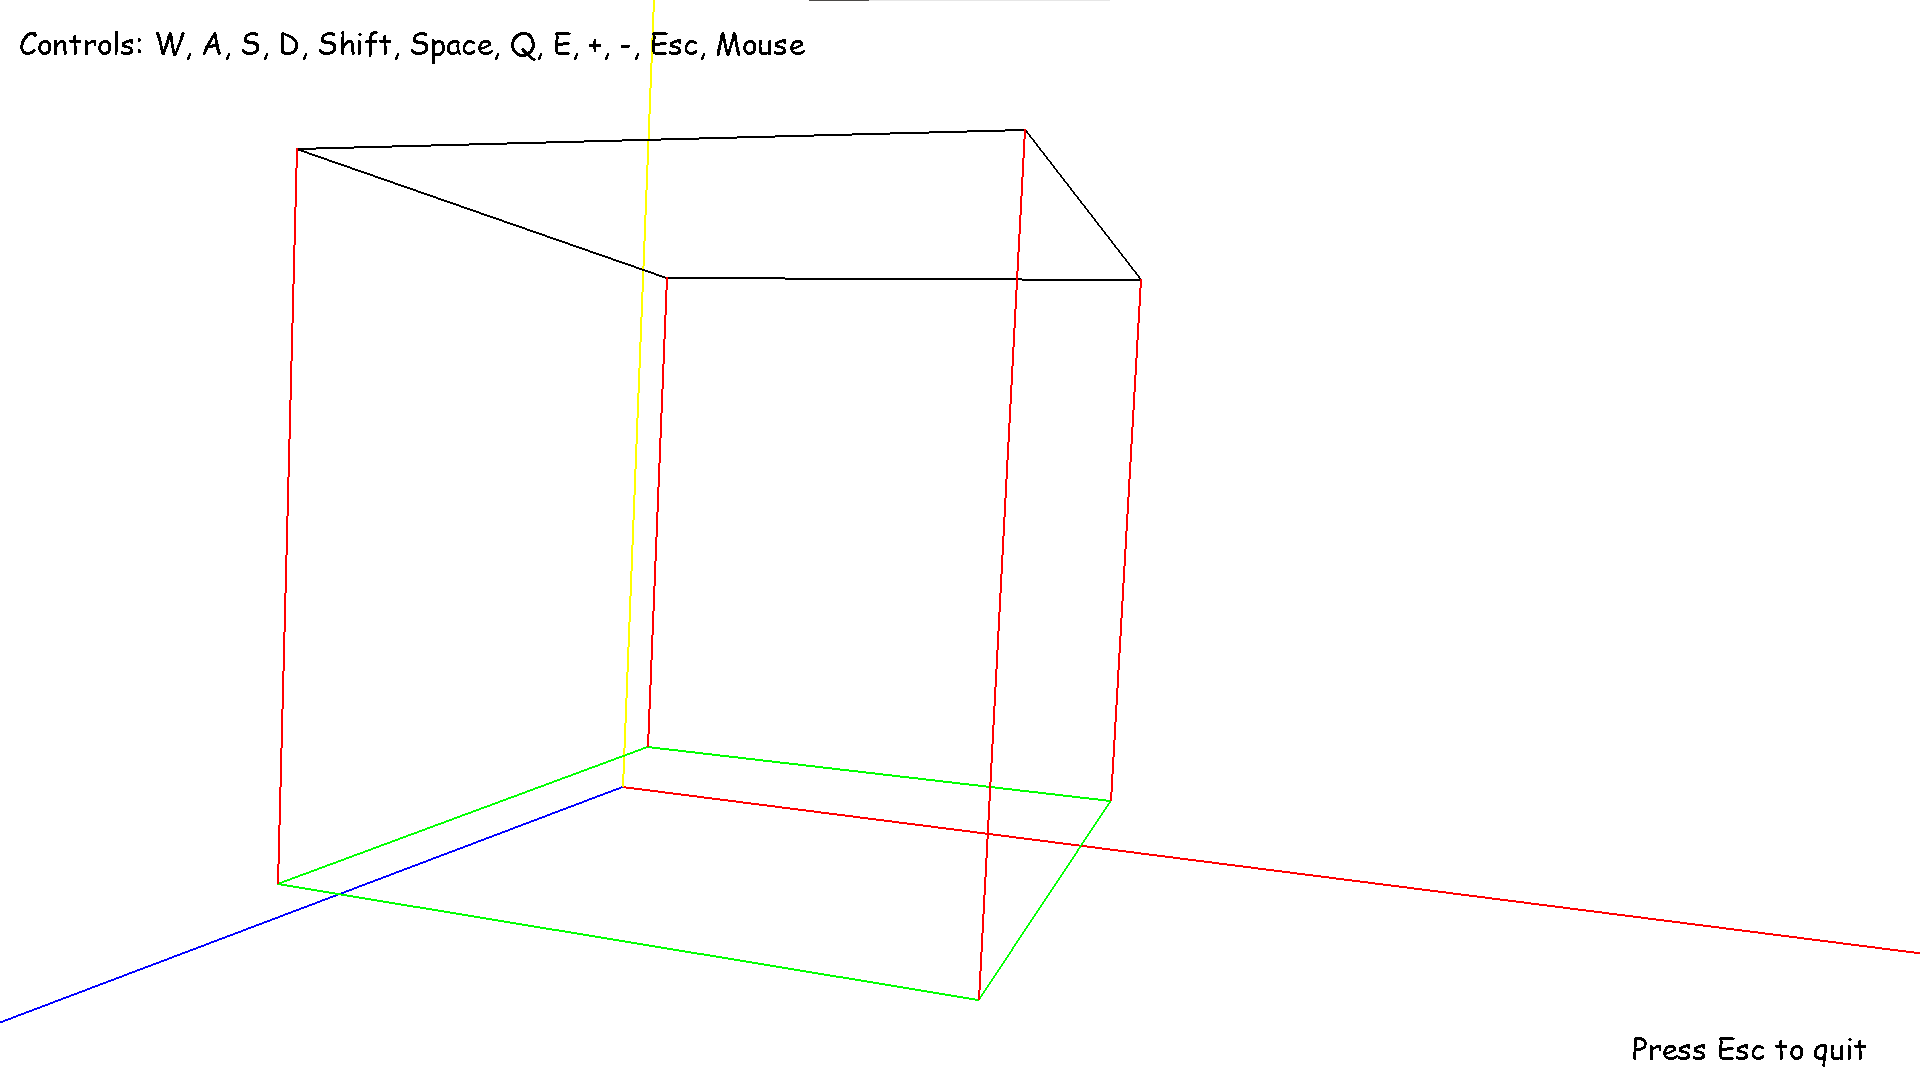 Controls: W, A, S, D, Shift, Space, Q, E, +, -, Esc, Mouse
Press Esc to quit